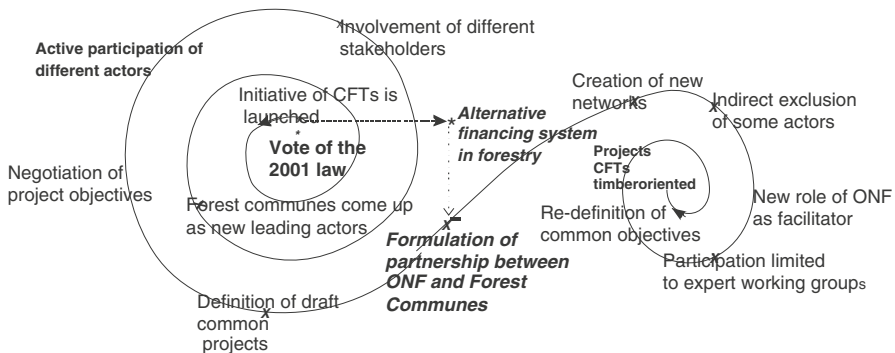 Involvement of different
stakeholders
Active participation of
different actors
Initiative of CFTs is
launched
Vote of the
2001 law
Negotiation of
project objectives
Forest communes come up
as new leading actors
Definition of draft
common
projects
Alternative
financing system
in forestry
Formulation of
partnership between
ONF and Forest
Communes
Creation of new
networks
Indirect exclusion
of some actors
Projects
CFTs
timberoriented
Re-definition of
common objectives
New role of ONF
as facilitator
Participation limited
to expert working groups